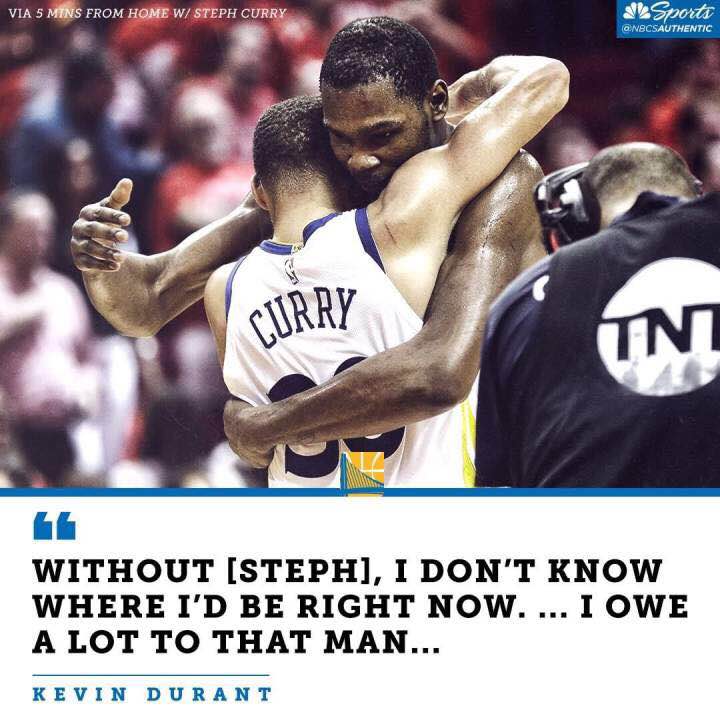 VIA 5 MINS FROM HOME W/ STEPH CURRY
Sports
@NBCSAUTHENTIC
CURRY
30
TNT
“
WITHOUT [STEPH], I DON’T KNOW
WHERE I’D BE RIGHT NOW. ... I OWE
A LOT TO THAT MAN...
KEVIN DURANT